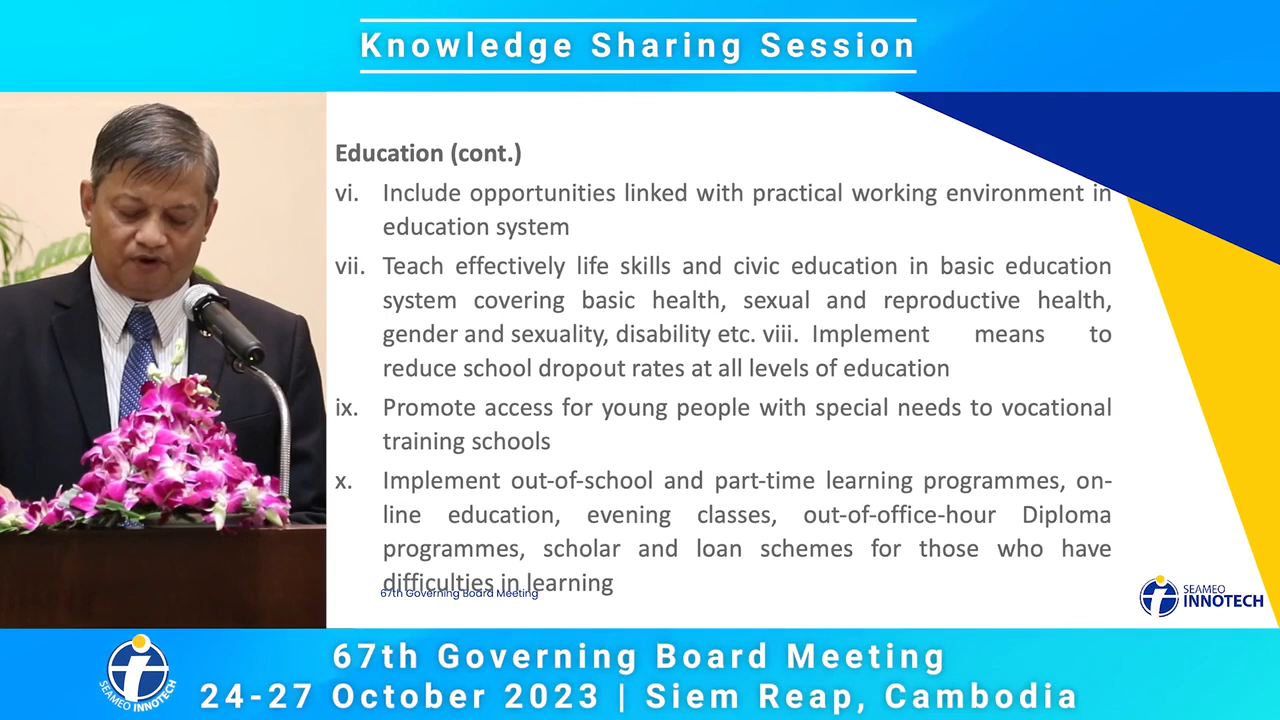 Knowledge Sharing Session
Education (cont.)
vi. Include opportunities linked with practical working environment in
education system
vii. Teach effectively life skills and civic education in basic education
system covering basic health, sexual and reproductive health,
gender and sexuality, disability etc. viii. Implement means to
reduce school dropout rates at all levels of education
ix. Promote access for young people with special needs to vocational
training schools
x. Implement out-of-school and part-time learning programmes, on-
line education, evening classes, out-of-office-hour Diploma
programmes, scholar and loan schemes for those who have
difficulties in learning
67th Governing Board Meeting
SEAMEO
INNOTECH
SEAMEO INNOTECH
67th Governing Board Meeting
24-27 October 2023 | Siem Reap, Cambodia